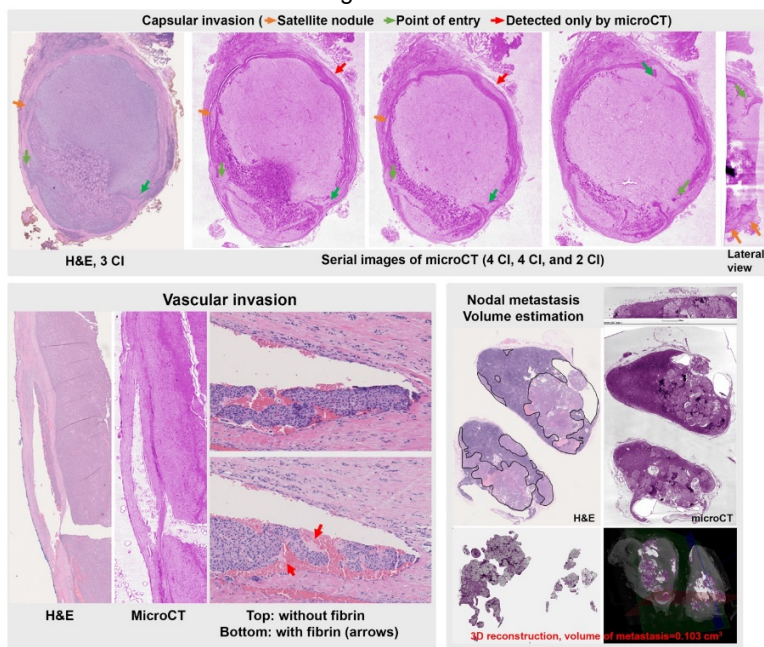 Capsular invasion ( Satellite nodule Point of entry Detected only by microCT)
H&E, 3 CI
Serial images of microCT (4 CI, 4 CI, and 2 CI)
Lateral
view
Vascular invasion
H&E
MicroCT
Top: without fibrin
Bottom: with fibrin (arrows)
Nodal metastasis
Volume estimation
H&E
microCT
3D reconstruction, volume of metastasis=0.103 cm³